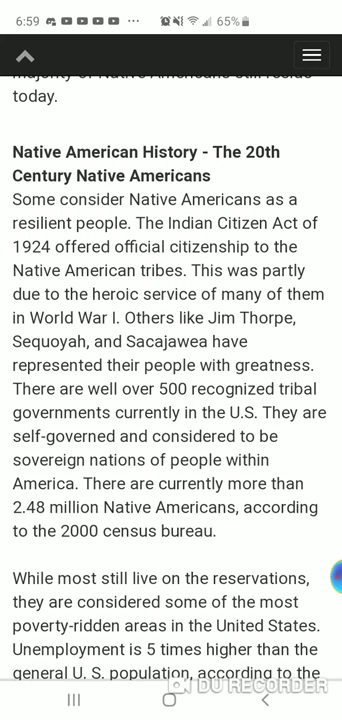 6:59 65%
majority of Native Americans still reside
today.
Native American History - The 20th
Century Native Americans
Some consider Native Americans as a
resilient people. The Indian Citizen Act of
1924 offered official citizenship to the
Native American tribes. This was partly
due to the heroic service of many of them
in World War I. Others like Jim Thorpe,
Sequoyah, and Sacajawea have
represented their people with greatness.
There are well over 500 recognized tribal
governments currently in the U.S. They are
self-governed and considered to be
sovereign nations of people within
America. There are currently more than
2.48 million Native Americans, according
to the 2000 census bureau.
While most still live on the reservations,
they are considered some of the most
poverty-ridden areas in the United States.
Unemployment is 5 times higher than the
general U. S. population, according to the
DU RECORDER